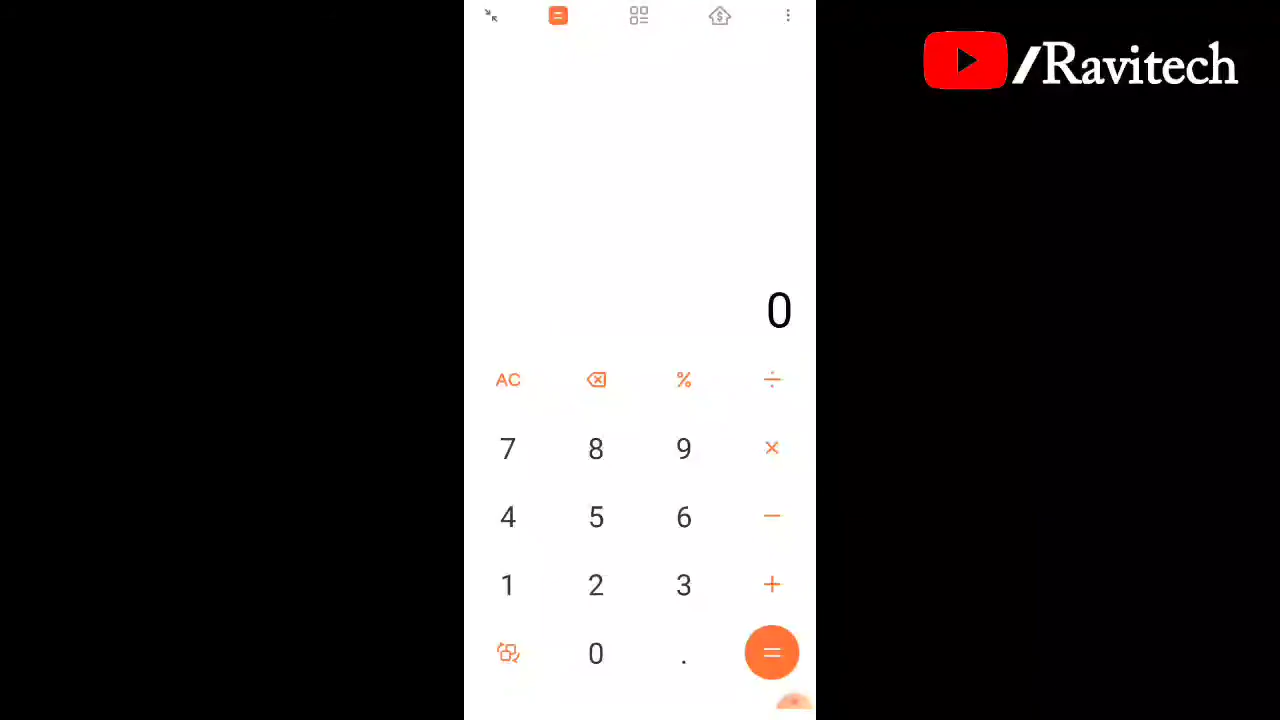 /Ravitech
0
AC % ÷
7 8 9 ×
4 5 6 −
1 2 3 +
0 . =